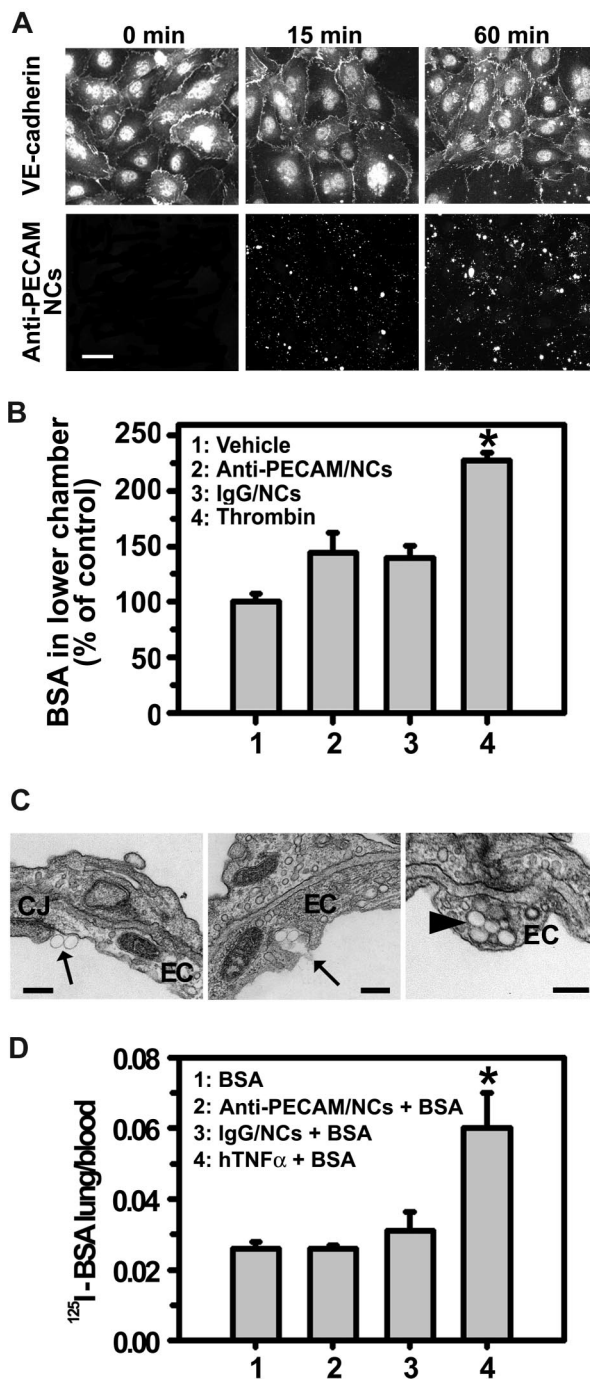 A
0 min 15 min 60 min
VE-cadherin
Anti-PECAM
NCs
B
BSA in lower chamber
(% of control)
250
200
150
100
50
0
1: Vehicle
2: Anti-PECAM/NCs
3: IgG/NCs
4: Thrombin
*
1 2 3 4
C
CJ
EC
EC
EC
D
¹²⁵I-BSA lung/blood
0.08
0.06
0.04
0.02
0.00
1: BSA
2: Anti-PECAM/NCs + BSA
3: IgG/NCs + BSA
4: hTNFα + BSA
*
1 2 3 4